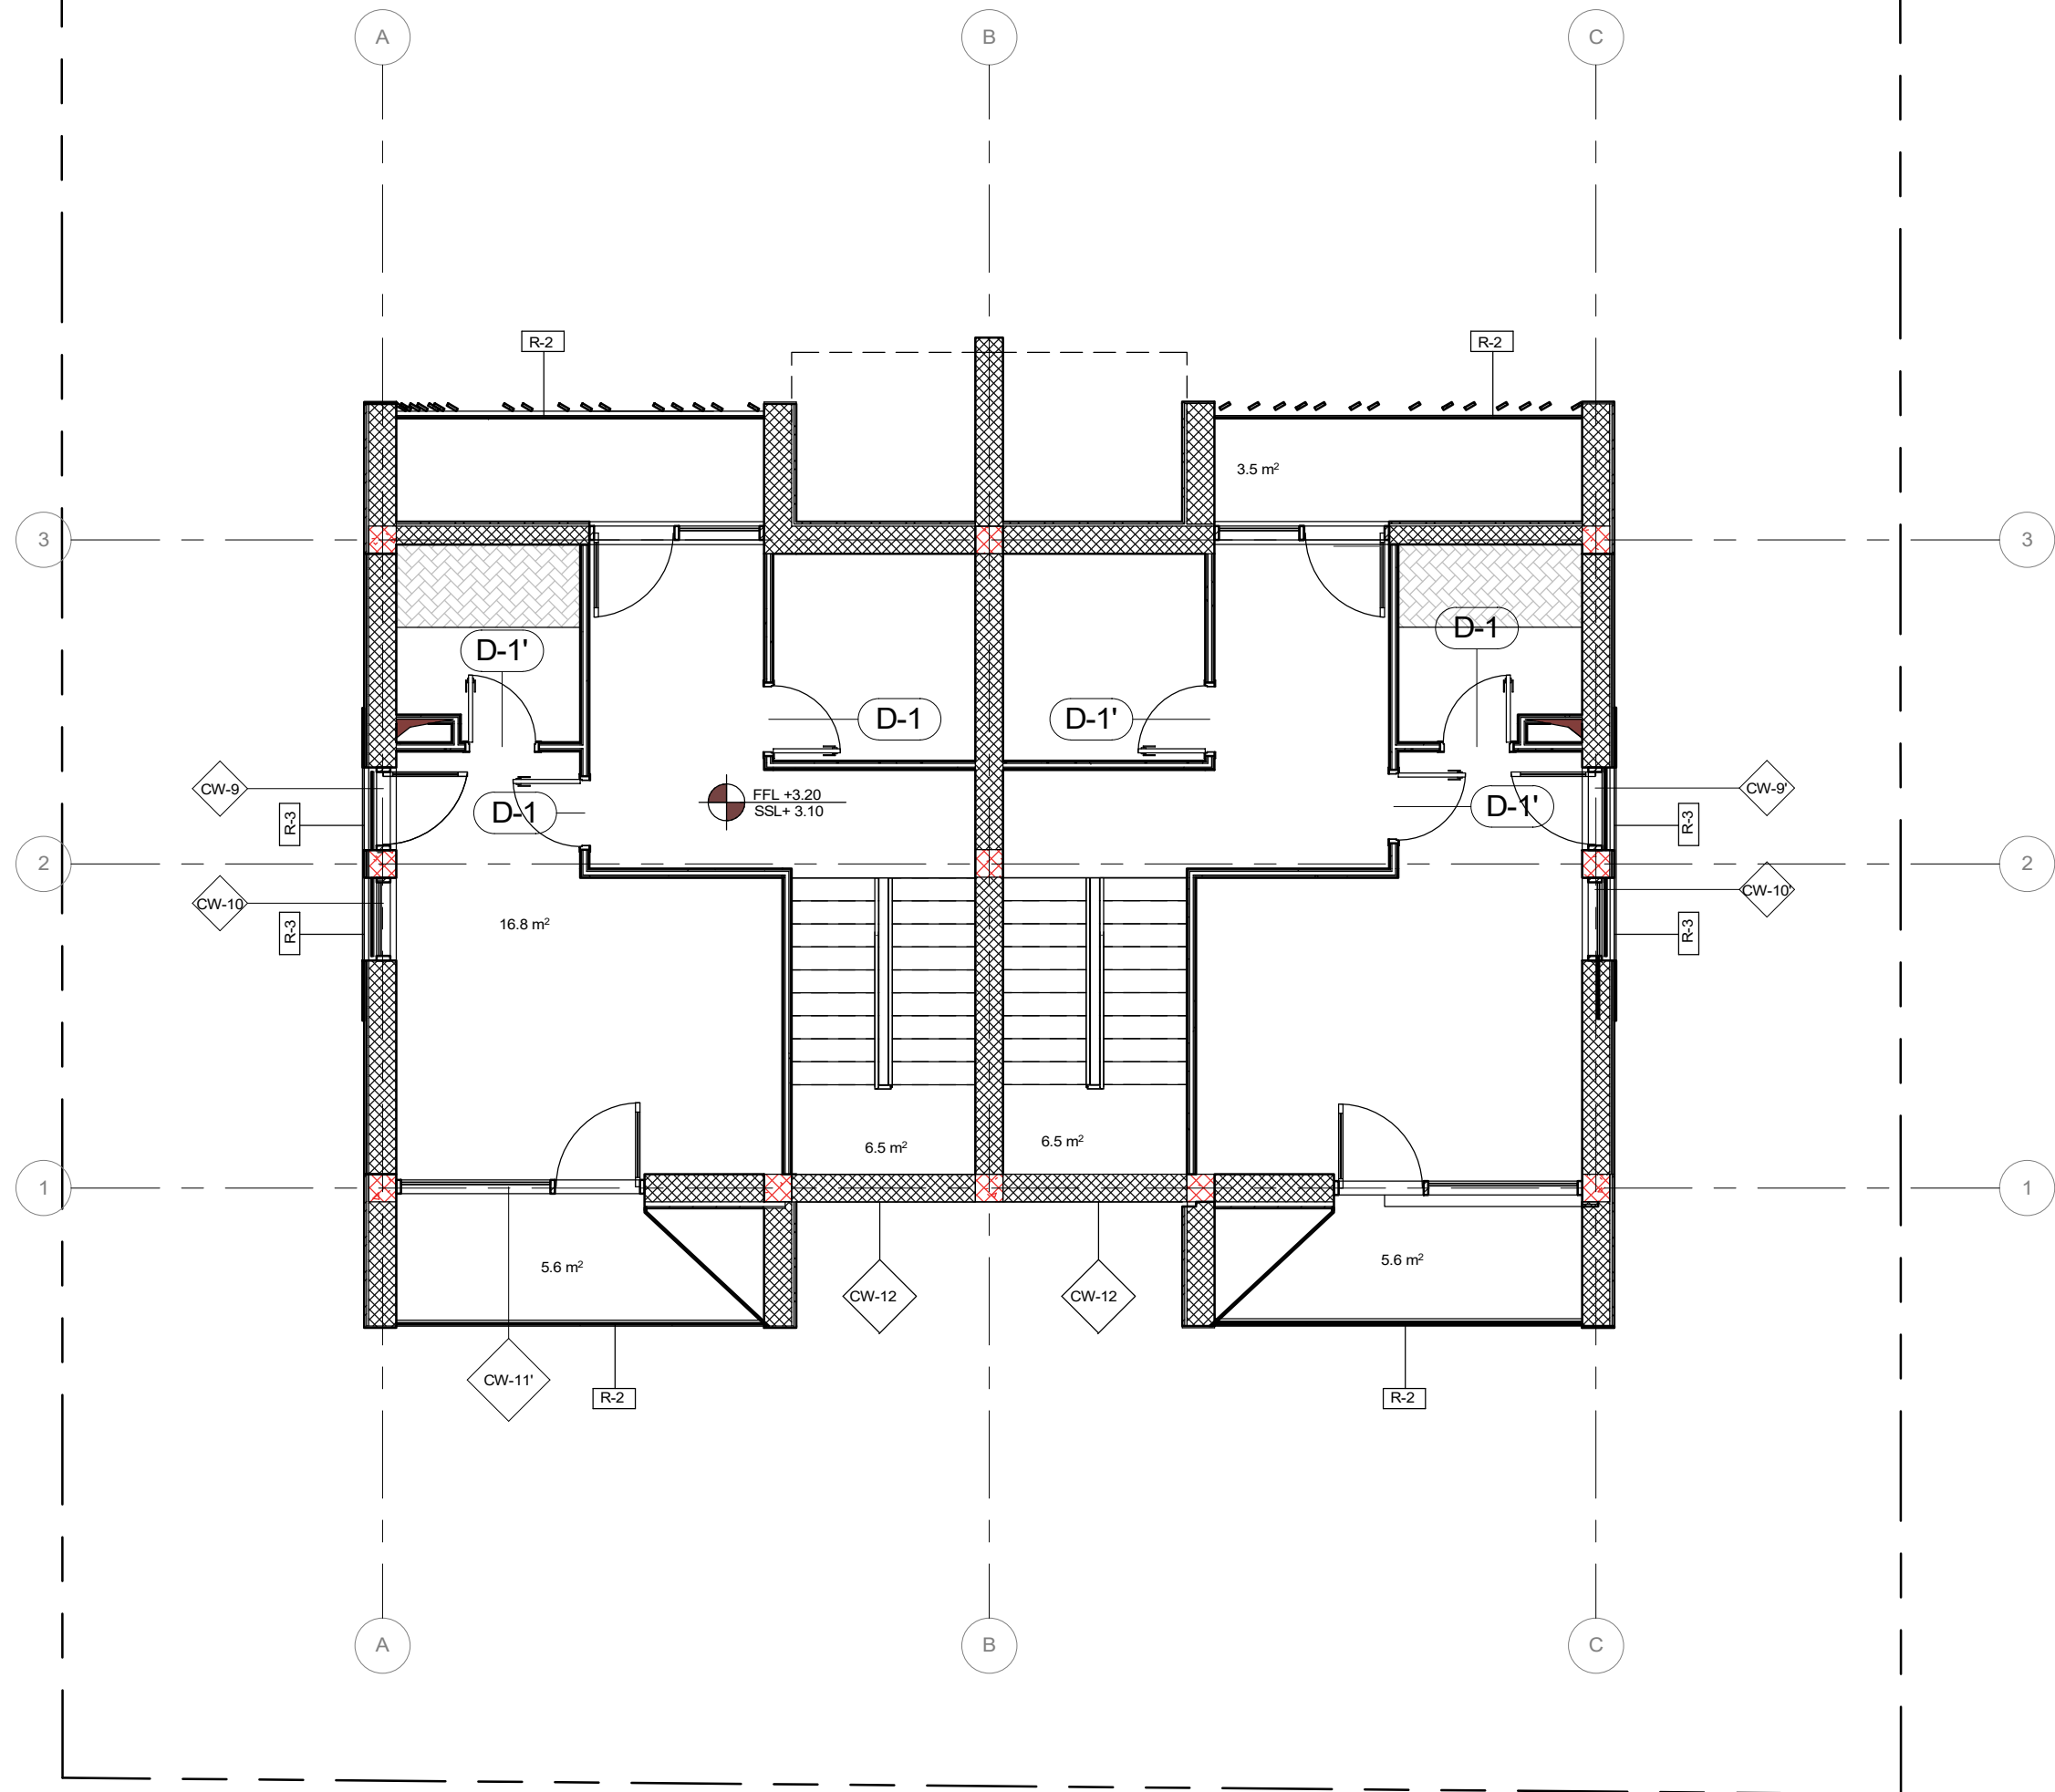 A
B
C
R-2
R-2
3.5 m²
3
3
D-1'
D-1
D-1
D-1'
CW-9
FFL +3.20
SSL+ 3.10
CW-9'
R-3
D-1
D-1'
R-3
2
2
CW-10
CW-10'
16.8 m²
R-3
R-3
6.5 m²
6.5 m²
1
1
5.6 m²
5.6 m²
CW-12
CW-12
CW-11'
R-2
R-2
A
B
C